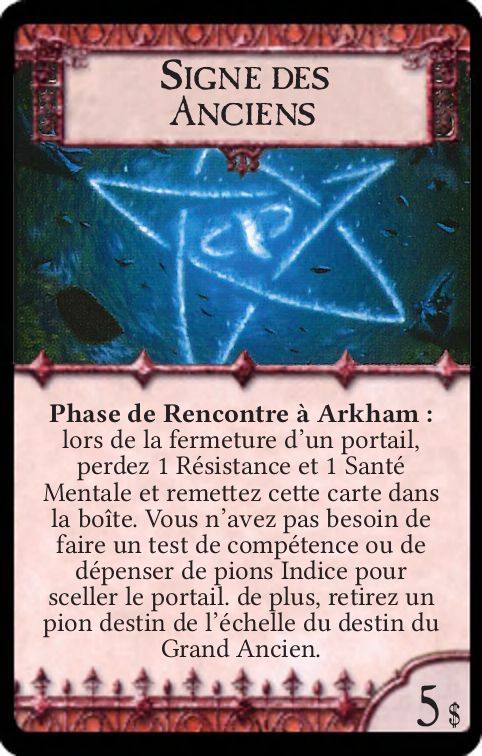 SIGNE DES
ANCIENS
Phase de Rencontre à Arkham :
lors de la fermeture d'un portail,
perdez 1 Résistance et 1 Santé
Mentale et remettez cette carte dans
la boîte. Vous n'avez pas besoin de
faire un test de compétence ou de
dépenser de pions Indice pour
sceller le portail. de plus, retirez un
pion destin de l'échelle du destin du
Grand Ancien.
5 $